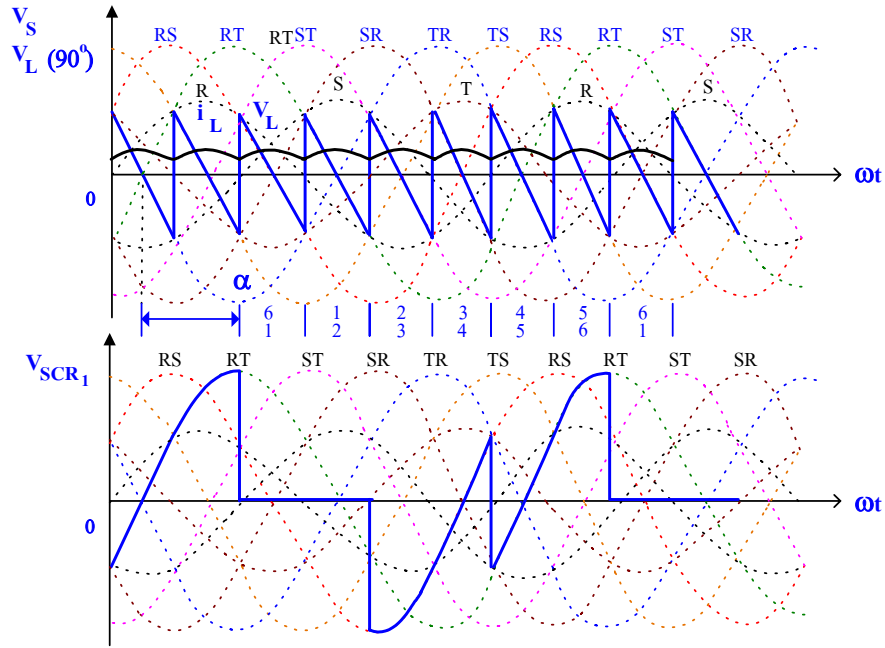 V_S
RS RT RT ST SR TR TS RS RT ST SR
V_L (90°)
R S T R S
i_L V_L
0 ωt
α
6 1 2 3 4 5 6
1 2 3 4 5 6 1
V_SCR1
RS RT ST SR TR TS RS RT ST SR
0 ωt